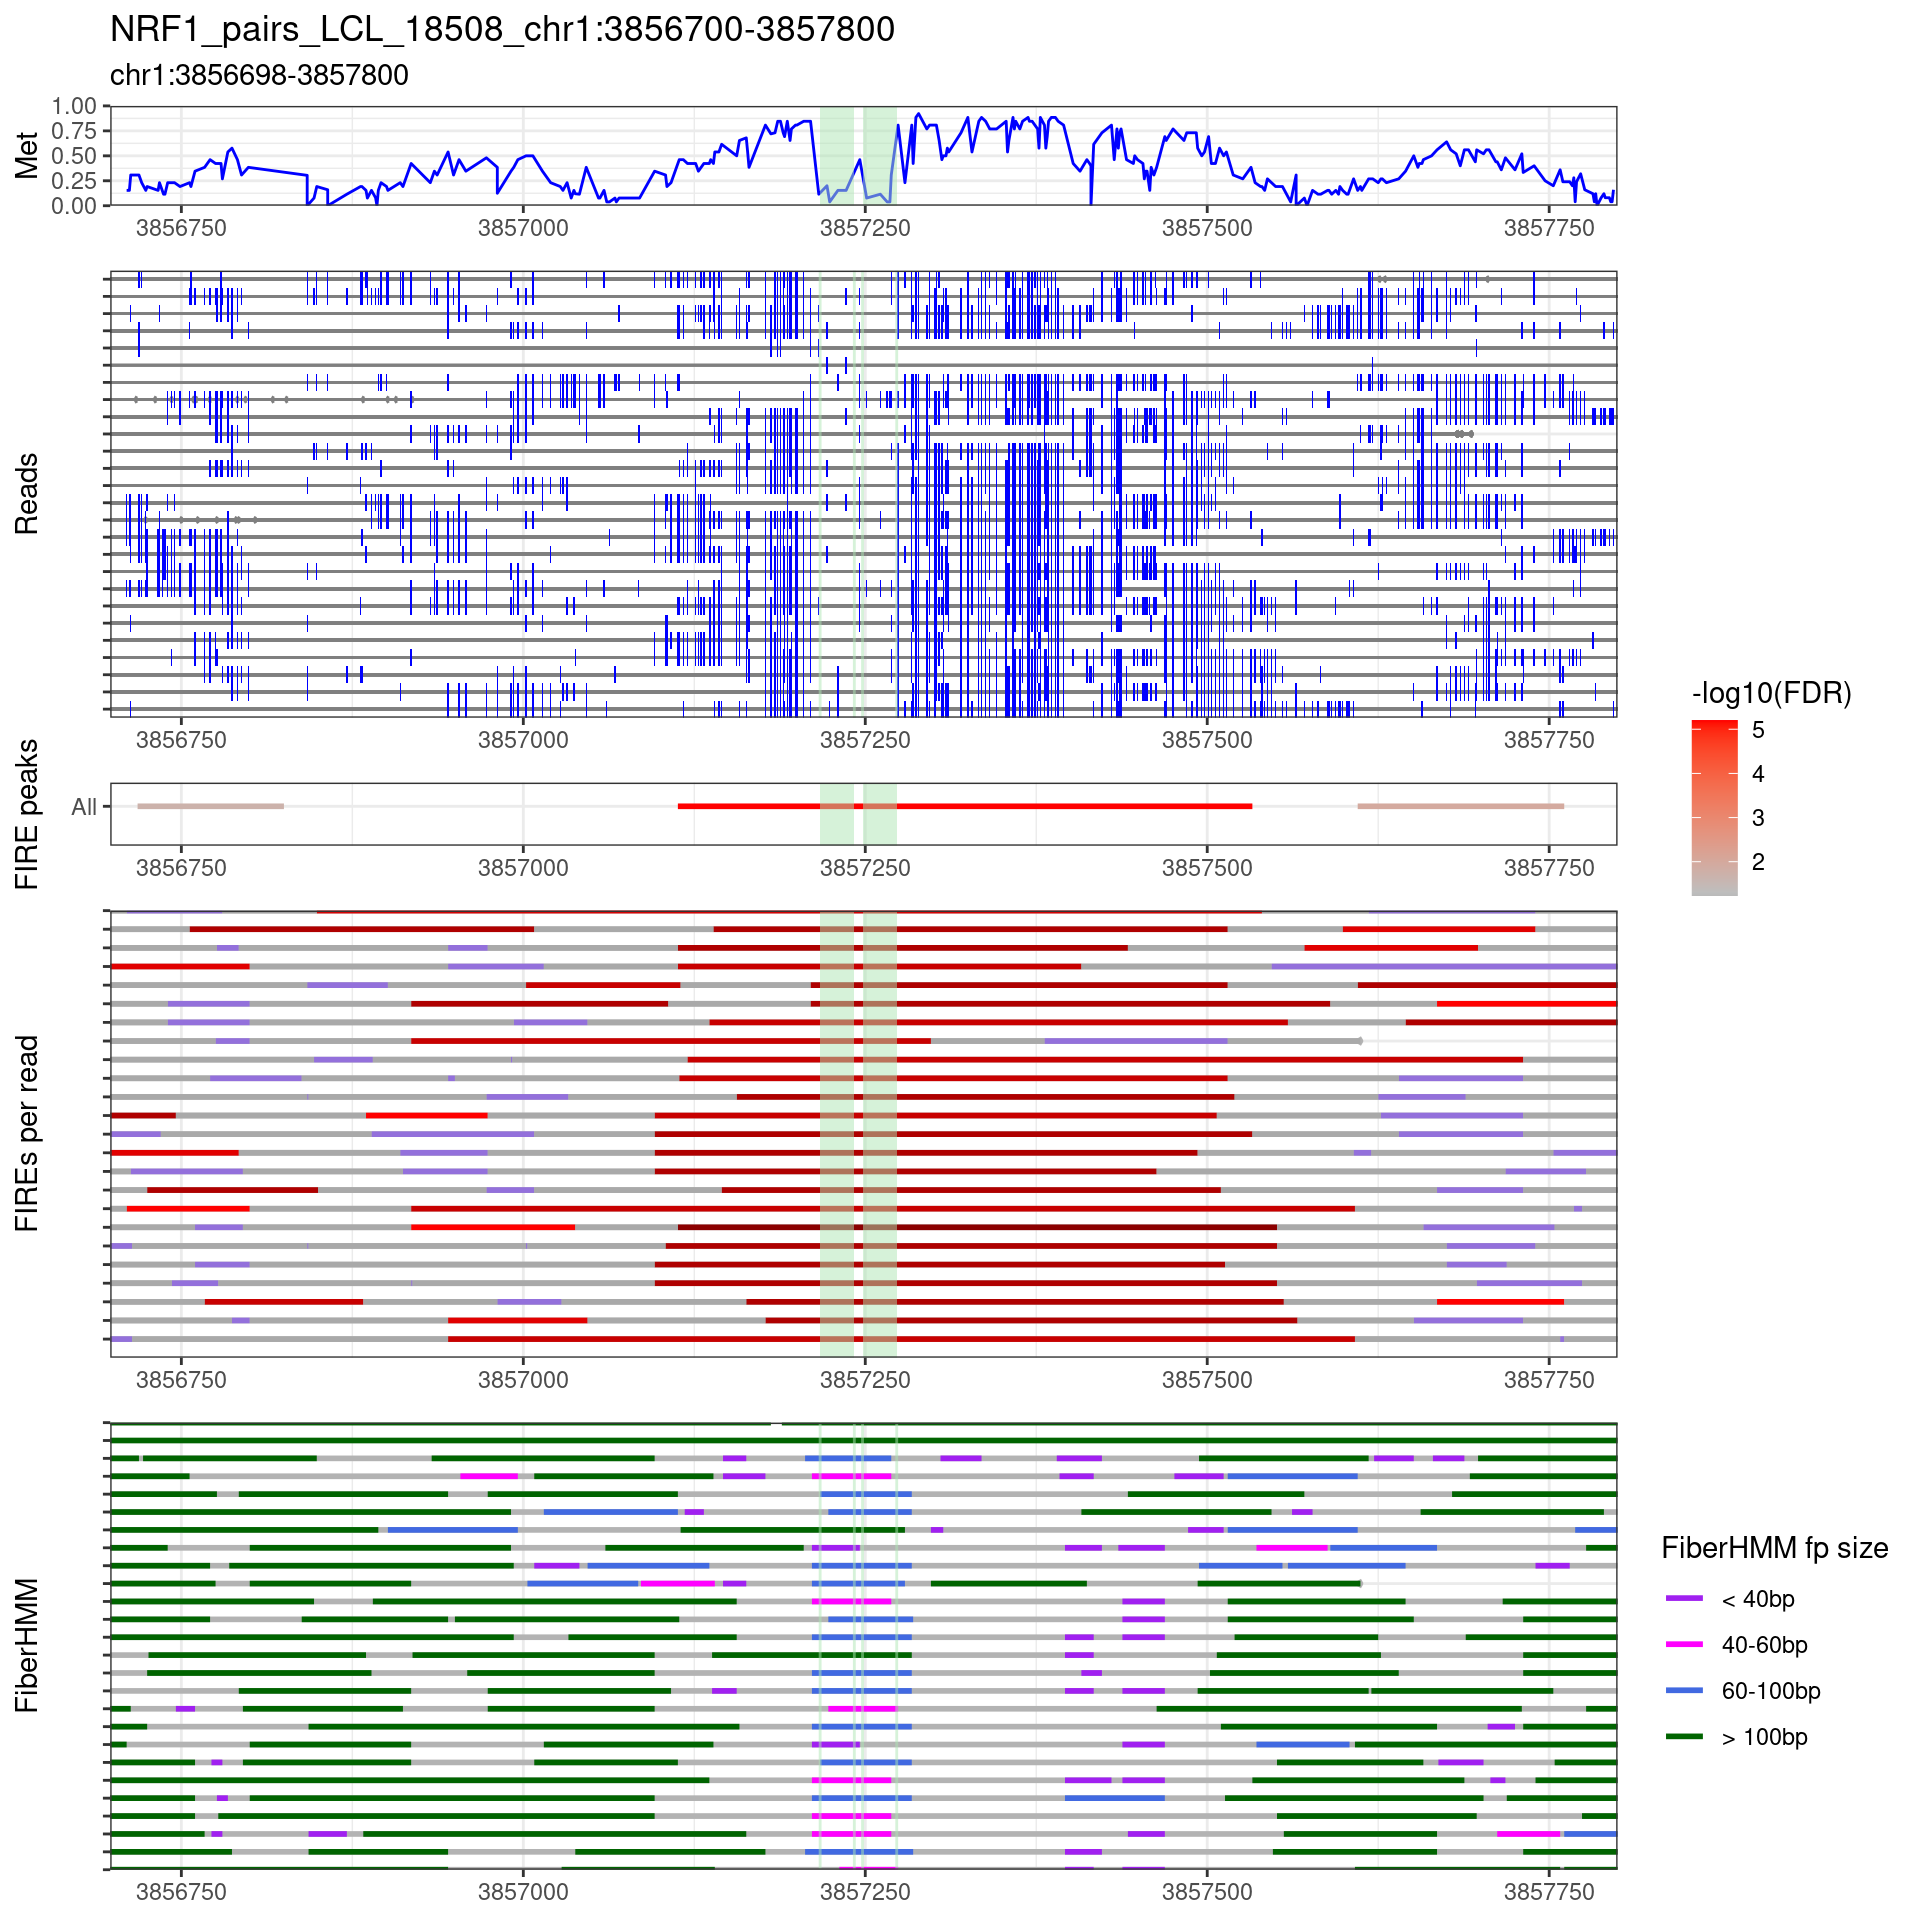 NRF1_pairs_LCL_18508_chr1:3856700-3857800
chr1:3856698-3857800
Met
1.00
0.75
0.50
0.25
0.00
3856750 3857000 3857250 3857500 3857750
Reads
3856750 3857000 3857250 3857500 3857750
FIRE peaks
All
3856750 3857000 3857250 3857500 3857750
-log10(FDR)
5
4
3
2
FIREs per read
3856750 3857000 3857250 3857500 3857750
FiberHMM
3856750 3857000 3857250 3857500 3857750
FiberHMM fp size
< 40bp
40-60bp
60-100bp
> 100bp